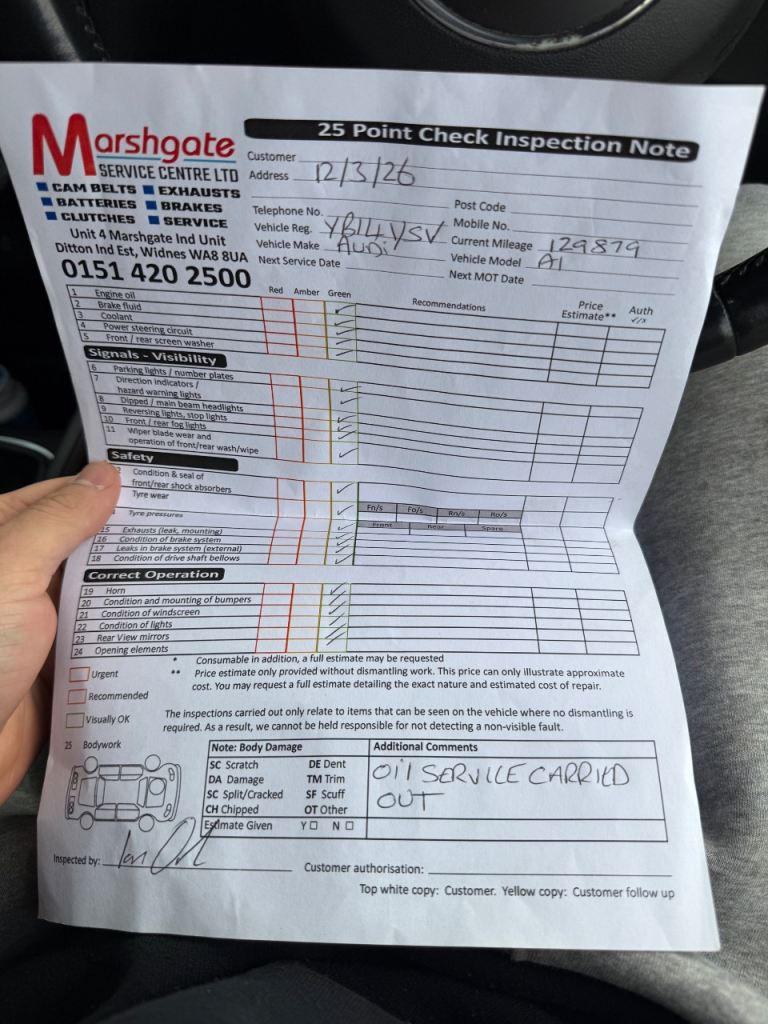 Marshgate
SERVICE CENTRE LTD
CAM BELTS EXHAUSTS
BATTERIES BRAKES
CLUTCHES SERVICE
Unit 4 Marshgate Ind Unit
Ditton Ind Est, Widnes WA8 8UA
0151 420 2500
25 Point Check Inspection Note
Customer
Address 12/3/26
Post Code
Telephone No. Mobile No.
Vehicle Reg. YB14YSV Current Mileage 129879
Vehicle Make AUDI Vehicle Model A1
Next Service Date Next MOT Date
Red Amber Green Recommendations Price Estimate** Auth ✓/x
1 Engine oil
2 Brake fluid
3 Coolant
4 Power steering circuit
5 Front / rear screen washer
Signals - Visibility
6 Parking lights / number plates
7 Direction indicators /
hazard warning lights
8 Dipped / main beam headlights
9 Reversing lights, stop lights
10 Front / rear fog lights
11 Wiper blade wear and
operation of front/rear wash/wipe
Safety
Condition & seal of
front/rear shock absorbers
Tyre wear Fn/s Fo/s Rn/s Ro/s
Tyre pressures Front Rear Spare
15 Exhausts (leak, mounting)
16 Condition of brake system
17 Leaks in brake system (external)
18 Condition of drive shaft bellows
Correct Operation
19 Horn
20 Condition and mounting of bumpers
21 Condition of windscreen
22 Condition of lights
23 Rear View mirrors
24 Opening elements
* Consumable in addition, a full estimate may be requested
Urgent ** Price estimate only provided without dismantling work. This price can only illustrate approximate
cost. You may request a full estimate detailing the exact nature and estimated cost of repair.
Recommended
Visually OK The inspections carried out only relate to items that can be seen on the vehicle where no dismantling is
required. As a result, we cannot be held responsible for not detecting a non-visible fault.
25 Bodywork
Note: Body Damage Additional Comments
SC Scratch DE Dent OIl SERVICE CARRIED
DA Damage TM Trim OUT
SC Split/Cracked SF Scuff
CH Chipped OT Other
Estimate Given Y N
Inspected by: Customer authorisation:
Top white copy: Customer. Yellow copy: Customer follow up